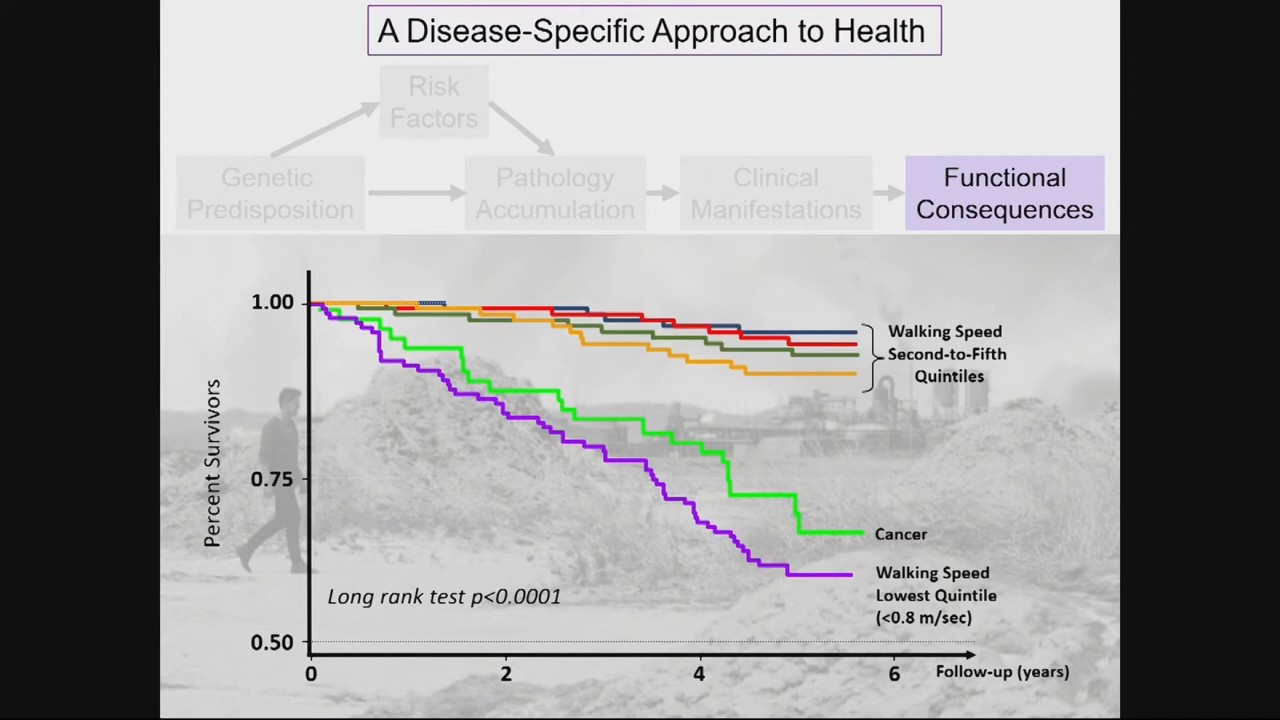 A Disease-Specific Approach to Health
Risk
Factors
Genetic
Predisposition
Pathology
Accumulation
Clinical
Manifestations
Functional
Consequences
1.00
0.75
0.50
Percent Survivors
Walking Speed
Second-to-Fifth
Quintiles
Cancer
Walking Speed
Lowest Quintile
(<0.8 m/sec)
Long rank test p<0.0001
0
2
4
6
Follow-up (years)